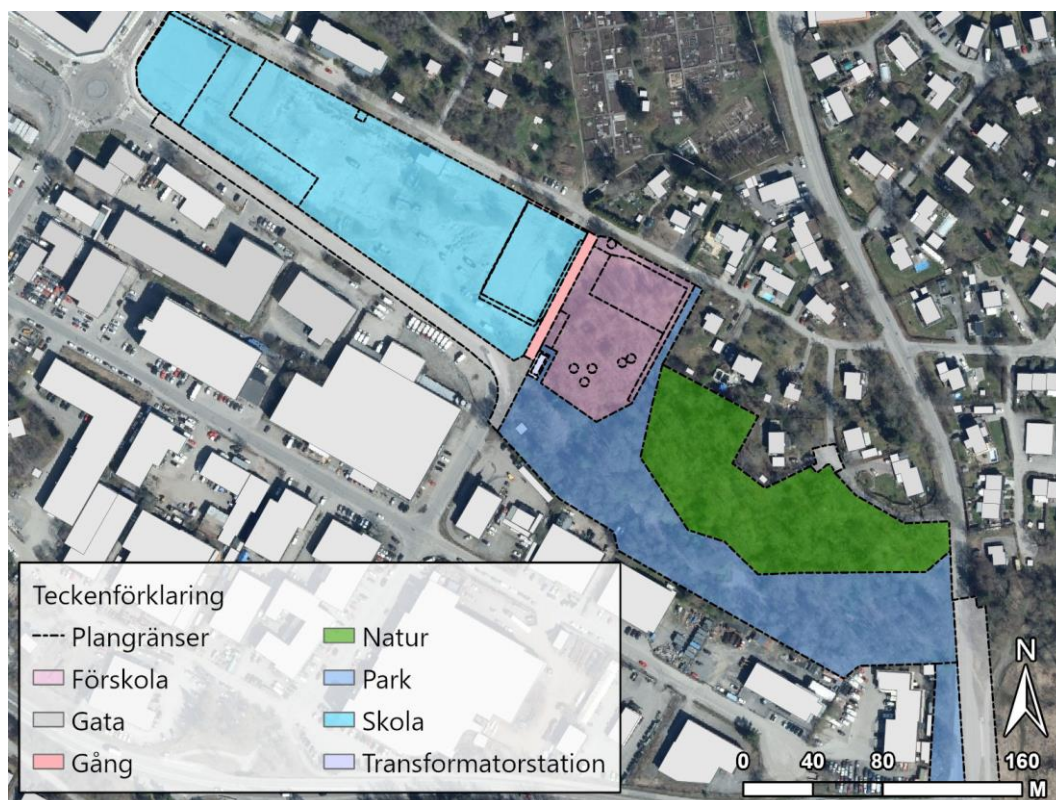 Teckenförklaring
Plangränser
Förskola
Gata
Gång
Natur
Park
Skola
Transformatorstation
N
0 40 80 160
M